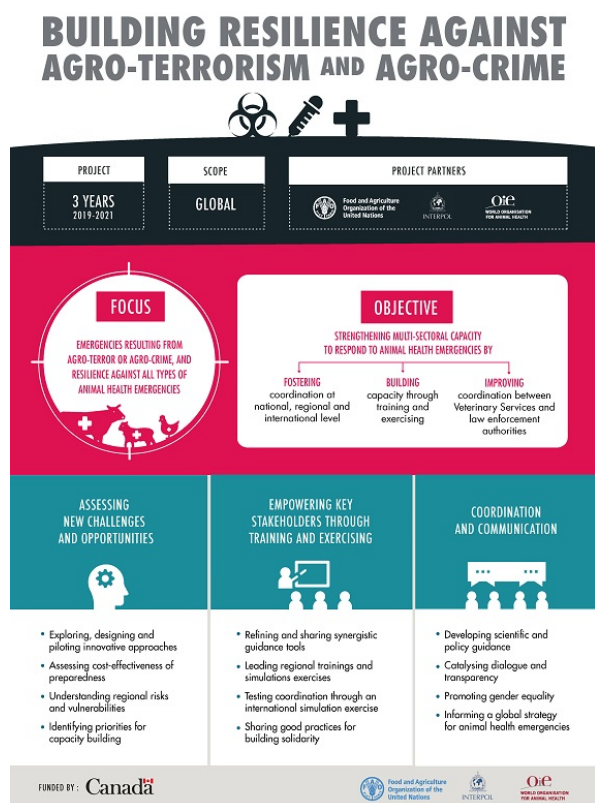 BUILDING RESILIENCE AGAINST
AGRO-TERRORISM AND AGRO-CRIME
PROJECT
3 YEARS
2019-2021
SCOPE
GLOBAL
PROJECT PARTNERS
Food and Agriculture
Organization of the
United Nations
INTERPOL
Oie
WORLD ORGANISATION
FOR ANIMAL HEALTH
FOCUS
EMERGENCIES RESULTING FROM
AGRO-TERROR OR AGRO-CRIME, AND
RESILIENCE AGAINST ALL TYPES OF
ANIMAL HEALTH EMERGENCIES
OBJECTIVE
STRENGTHENING MULTI-SECTORAL CAPACITY
TO RESPOND TO ANIMAL HEALTH EMERGENCIES BY
FOSTERING
coordination at
national, regional and
international level
BUILDING
capacity through
training and
exercising
IMPROVING
coordination between
Veterinary Services and
law enforcement
authorities
ASSESSING
NEW CHALLENGES
AND OPPORTUNITIES
• Exploring, designing and
piloting innovative approaches
• Assessing cost-effectiveness of
preparedness
• Understanding regional risks
and vulnerabilities
• Identifying priorities for
capacity building
EMPOWERING KEY
STAKEHOLDERS THROUGH
TRAINING AND EXERCISING
• Refining and sharing synergistic
guidance tools
• Leading regional trainings and
simulations exercises
• Testing coordination through an
international simulation exercise
• Sharing good practices for
building solidarity
COORDINATION
AND COMMUNICATION
• Developing scientific and
policy guidance
• Catalysing dialogue and
transparency
• Promoting gender equality
• Informing a global strategy
for animal health emergencies
FUNDED BY : Canada
Food and Agriculture
Organization of the
United Nations
INTERPOL
Oie
WORLD ORGANISATION
FOR ANIMAL HEALTH